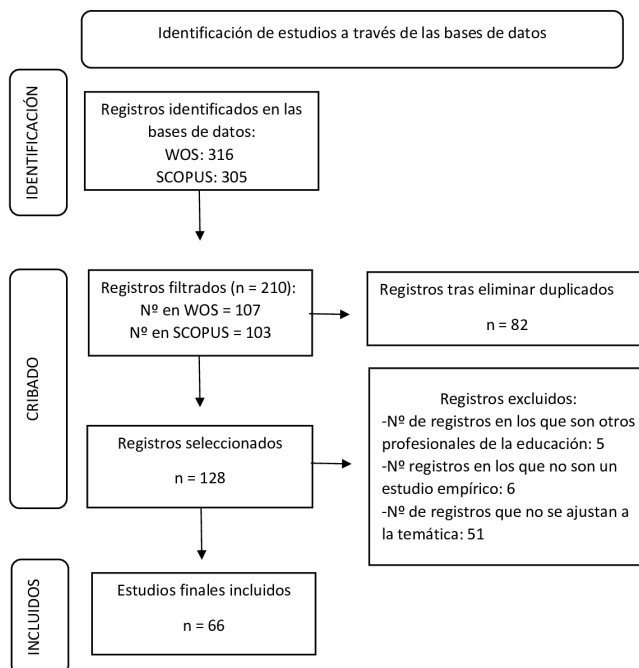 Identificación de estudios a través de las bases de datos
IDENTIFICACIÓN
Registros identificados en las
bases de datos:
WOS: 316
SCOPUS: 305
CRIBADO
Registros filtrados (n = 210):
Nº en WOS = 107
Nº en SCOPUS = 103
Registros tras eliminar duplicados
n = 82
Registros seleccionados
n = 128
Registros excluidos:
-Nº de registros en los que son otros
profesionales de la educación: 5
-Nº registros en los que no son un
estudio empírico: 6
-Nº de registros que no se ajustan a
la temática: 51
INCLUIDOS
Estudios finales incluidos
n = 66